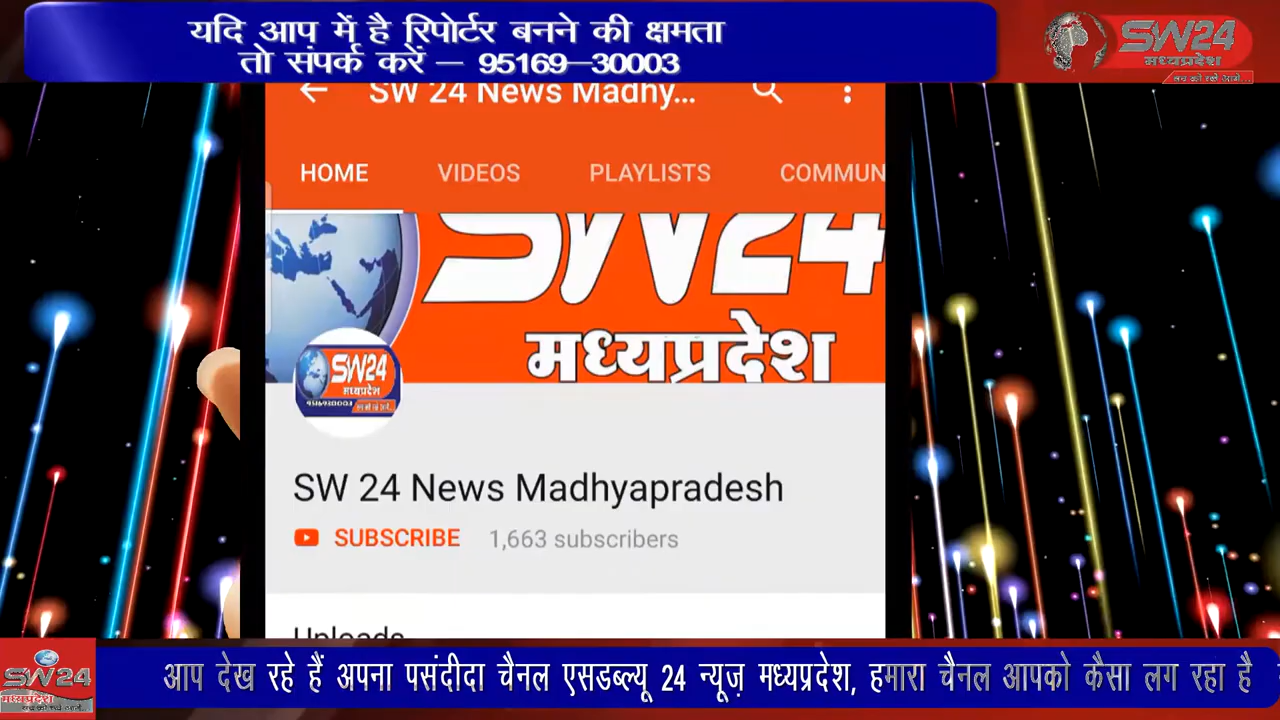 यदि आप में है रिपोर्टर बनने की क्षमता
तो संपर्क करें – 95169–30003
SW24
मध्यप्रदेश
SW 24 News Madhy...
HOME VIDEOS PLAYLISTS COMMUN
SW24
मध्यप्रदेश
SW24
मध्यप्रदेश
9516930003
SW 24 News Madhyapradesh
SUBSCRIBE 1,663 subscribers
Uploads
SW24
मध्यप्रदेश
आप देख रहे हैं अपना पसंदीदा चैनल एसडब्ल्यू 24 न्यूज़ मध्यप्रदेश, हमारा चैनल आपको कैसा लग रहा है